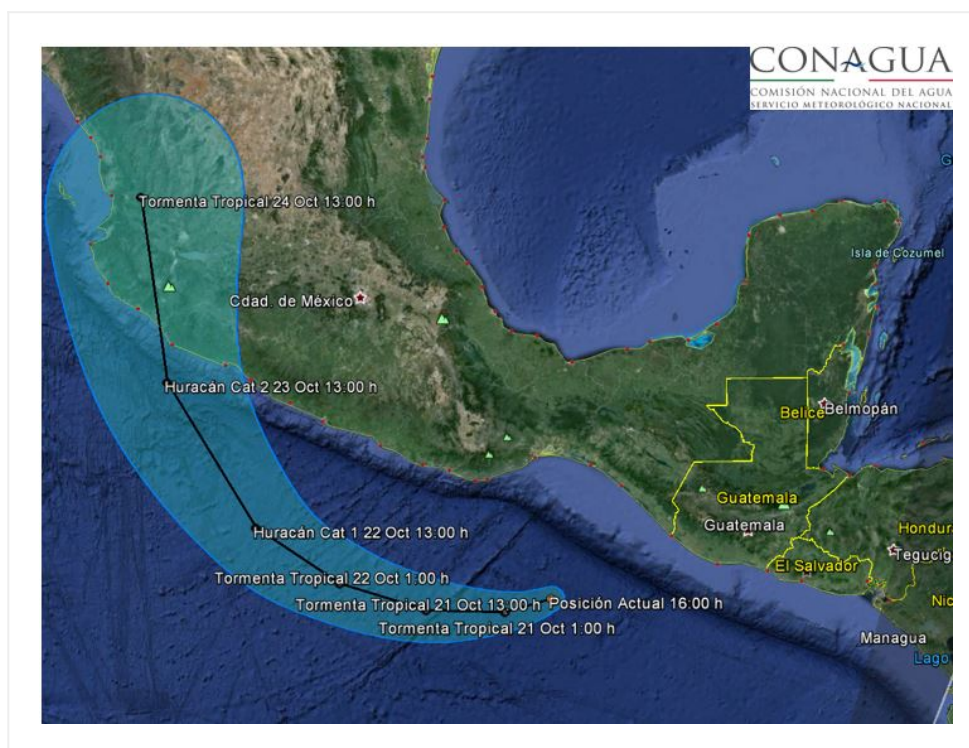 CONAGUA
COMISIÓN NACIONAL DEL AGUA
SERVICIO METEOROLÓGICO NACIONAL
G
Tormenta Tropical 24 Oct 13:00 h
Isla de Cozumel
Cdad. de México
Huracán Cat 2 23 Oct 13:00 h
Belice
Belmopán
Guatemala
Huracán Cat 1 22 Oct 13:00 h
Guatemala
Hondura
Tegucig
El Salvador
Tormenta Tropical 22 Oct 1:00 h
Tormenta Tropical 21 Oct 13:00 h
Posición Actual 16:00 h
Nic
Tormenta Tropical 21 Oct 1:00 h
Managua
Lago